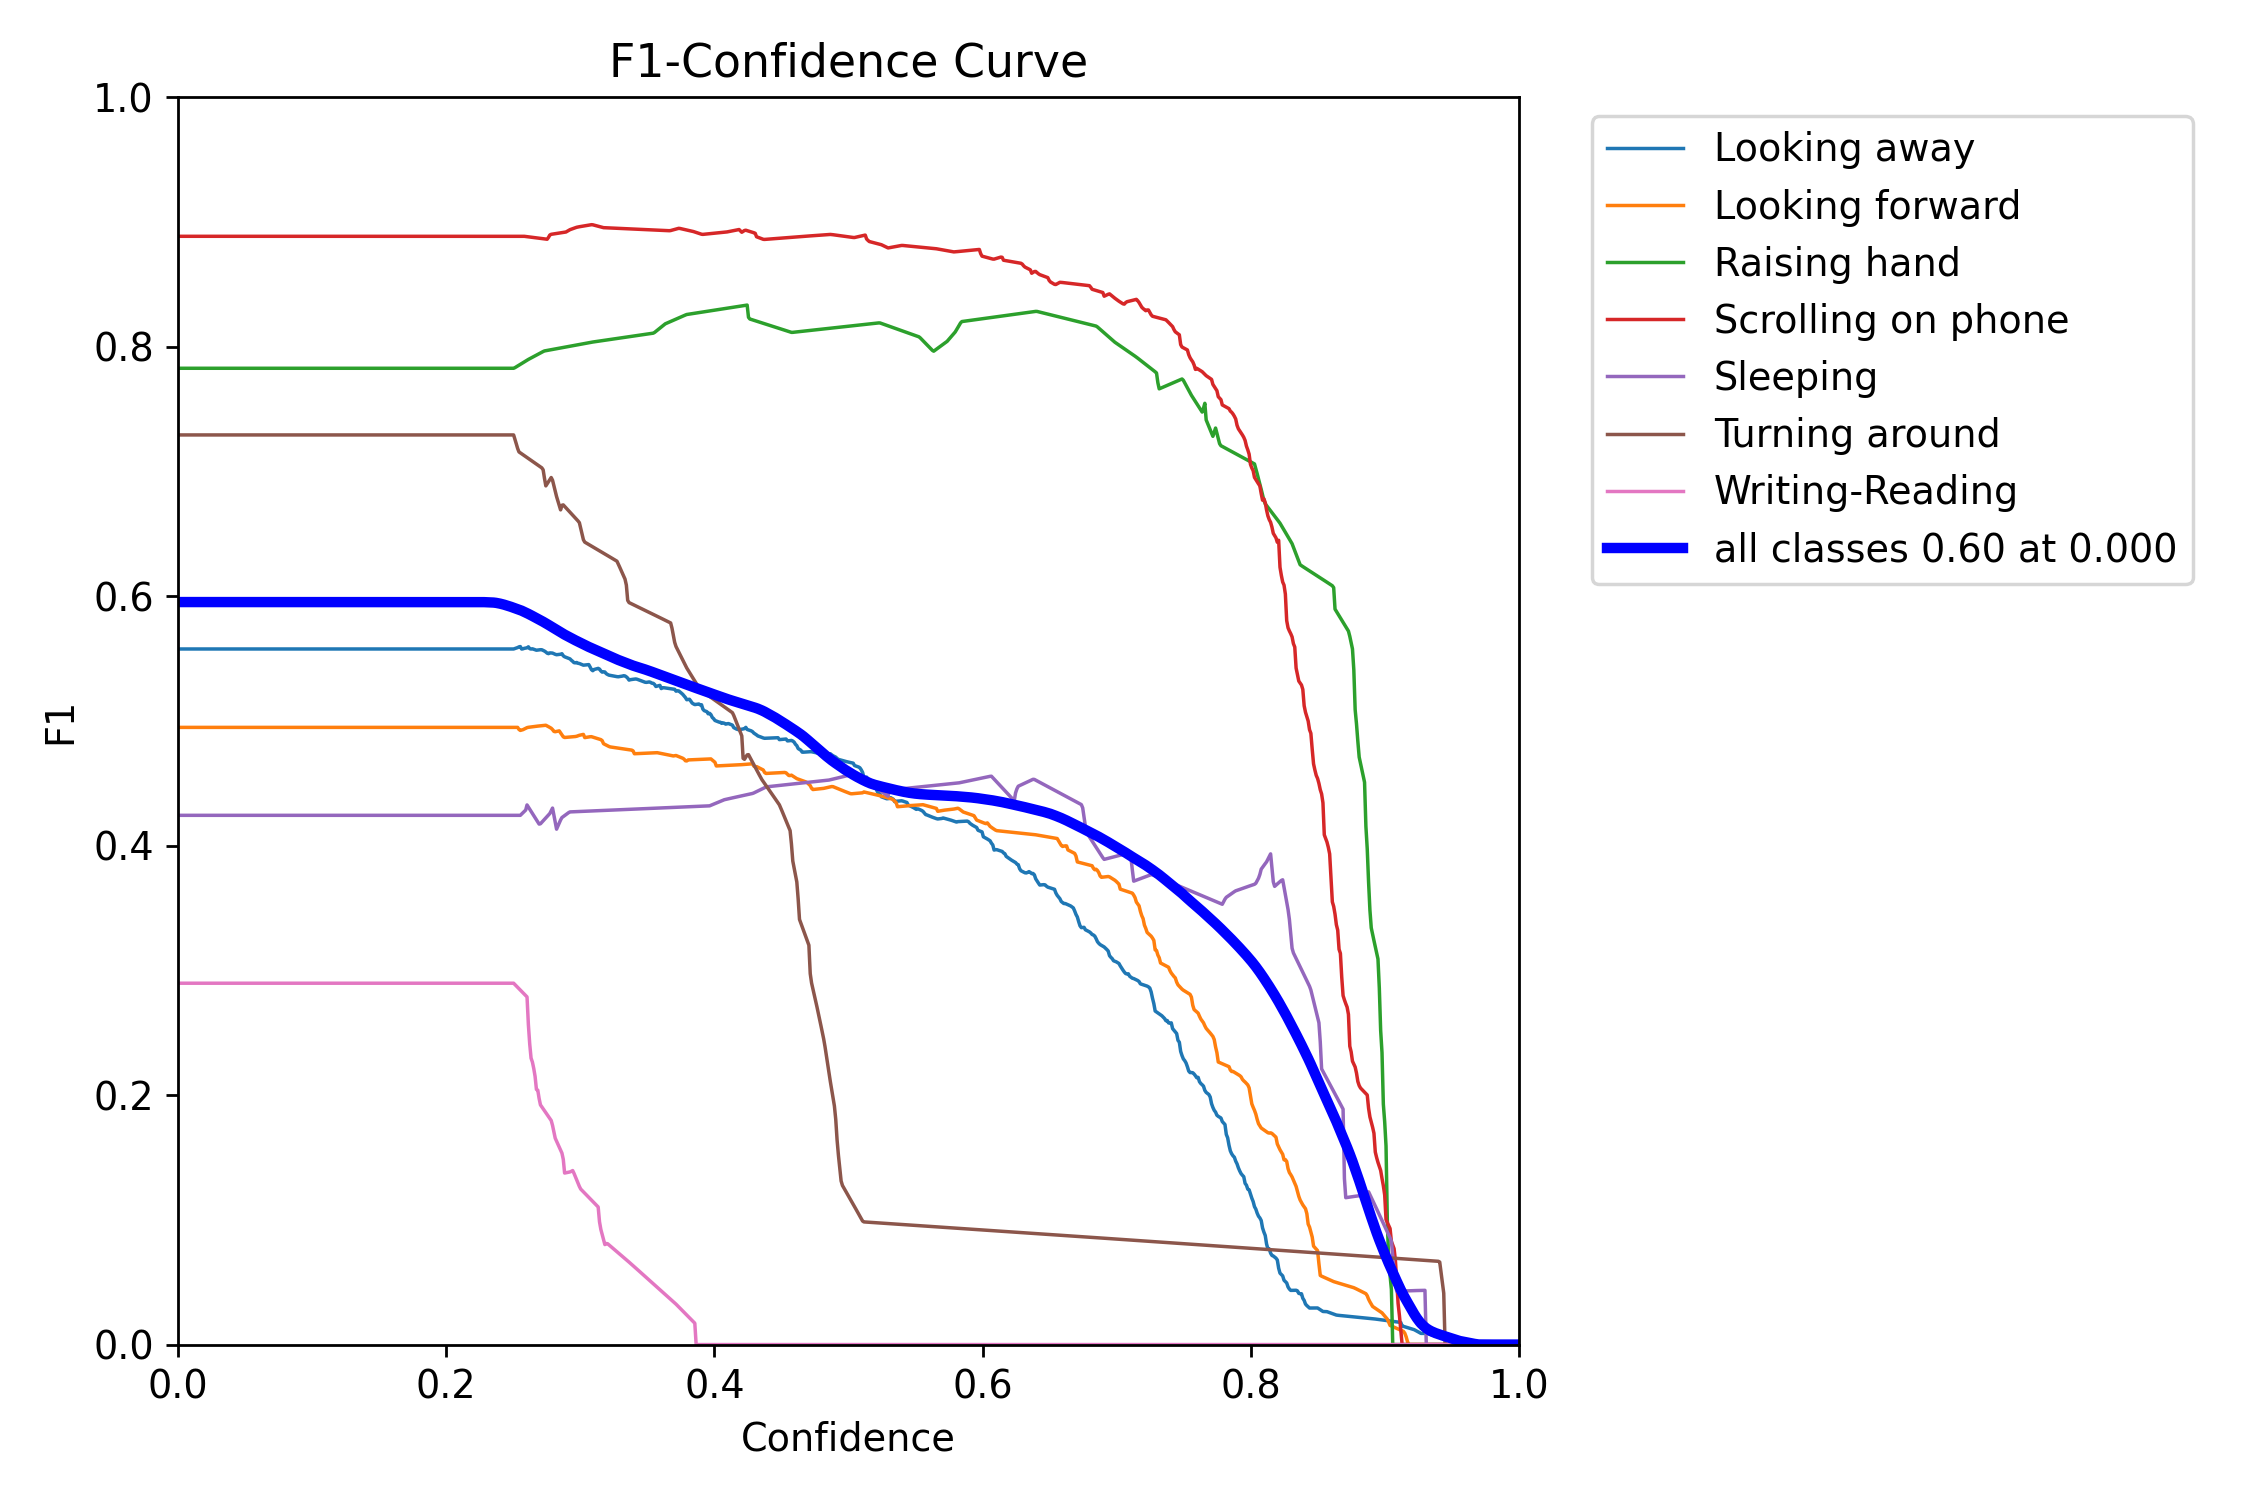 F1-Confidence Curve
1.0
0.8
0.6
0.4
0.2
0.0
F1
0.0 0.2 0.4 0.6 0.8 1.0
Confidence
Looking away
Looking forward
Raising hand
Scrolling on phone
Sleeping
Turning around
Writing-Reading
all classes 0.60 at 0.000